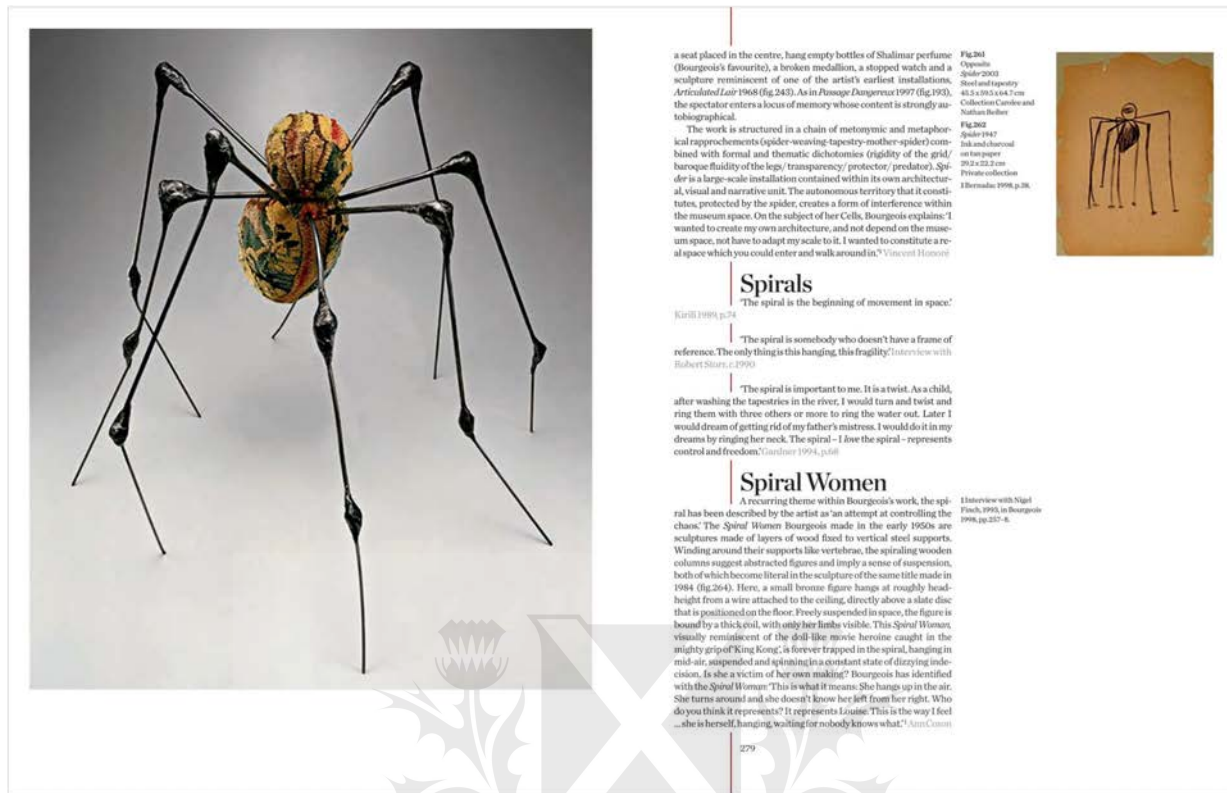 a seat placed in the centre, hang empty bottles of Shalimar perfume
(Bourgeois's favourite), a broken medallion, a stopped watch and a
sculpture reminiscent of one of the artist's earliest installations,
Articulated Lair 1968 (fig.243). As in Passage Dangereux 1997 (fig.193),
the spectator enters a locus of memory whose content is strongly au-
tobiographical.
The work is structured in a chain of metonymic and metaphor-
ical rapprochements (spider-weaving-tapestry-mother-spider) com-
bined with formal and thematic dichotomies (rigidity of the grid/
baroque fluidity of the legs/ transparency/ protector/ predator). Spi-
der is a large-scale installation contained within its own architectur-
al, visual and narrative unit. The autonomous territory that it consti-
tutes, protected by the spider, creates a form of interference within
the museum space. On the subject of her Cells, Bourgeois explains: 'I
wanted to create my own architecture, and not depend on the muse-
um space, not have to adapt my scale to it. I wanted to constitute a re-
al space which you could enter and walk around in.'¹ Vincent Honoré
Spirals
'The spiral is the beginning of movement in space.'
Kirili 1989, p.74
'The spiral is somebody who doesn't have a frame of
reference. The only thing is this hanging, this fragility.' Interview with
Robert Storr, c.1990
'The spiral is important to me. It is a twist. As a child,
after washing the tapestries in the river, I would turn and twist and
ring them with three others or more to ring the water out. Later I
would dream of getting rid of my father's mistress. I would do it in my
dreams by ringing her neck. The spiral – I love the spiral – represents
control and freedom.' Gardner 1994, p.68
Spiral Women
A recurring theme within Bourgeois's work, the spi-
ral has been described by the artist as 'an attempt at controlling the
chaos.' The Spiral Women Bourgeois made in the early 1950s are
sculptures made of layers of wood fixed to vertical steel supports.
Winding around their supports like vertebrae, the spiraling wooden
columns suggest abstracted figures and imply a sense of suspension,
both of which become literal in the sculpture of the same title made in
1984 (fig.264). Here, a small bronze figure hangs at roughly head-
height from a wire attached to the ceiling, directly above a slate disc
that is positioned on the floor. Freely suspended in space, the figure is
bound by a thick coil, with only her limbs visible. This Spiral Woman,
visually reminiscent of the doll-like movie heroine caught in the
mighty grip of 'King Kong', is forever trapped in the spiral, hanging in
mid-air, suspended and spinning in a constant state of dizzying inde-
cision. Is she a victim of her own making? Bourgeois has identified
with the Spiral Woman: 'This is what it means: She hangs up in the air.
She turns around and she doesn't know her left from her right. Who
do you think it represents? It represents Louise. This is the way I feel
... she is herself, hanging, waiting for nobody knows what.'¹ Ann Coxon
279
Fig.261
Opposite
Spider 2003
Steel and tapestry
45.5 x 59.5 x 64.7 cm
Collection Carolee and
Nathan Reiber
Fig.262
Spider 1947
Ink and charcoal
on tan paper
29.2 x 22.2 cm
Private collection
1 Bernadac 1998, p.38.
1 Interview with Nigel
Finch, 1993, in Bourgeois
1998, pp.257–8.